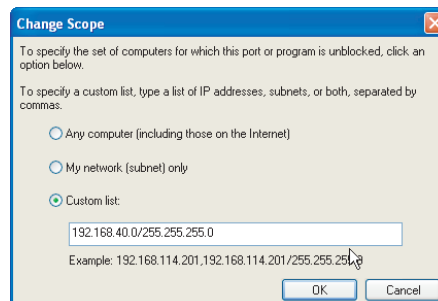 Change Scope
To specify the set of computers for which this port or program is unblocked, click an
option below.
To specify a custom list, type a list of IP addresses, subnets, or both, separated by
commas.
Any computer (including those on the Internet)
My network (subnet) only
Custom list:
192.168.40.0/255.255.255.0
Example: 192.168.114.201,192.168.114.201/255.255.255.0
OK Cancel